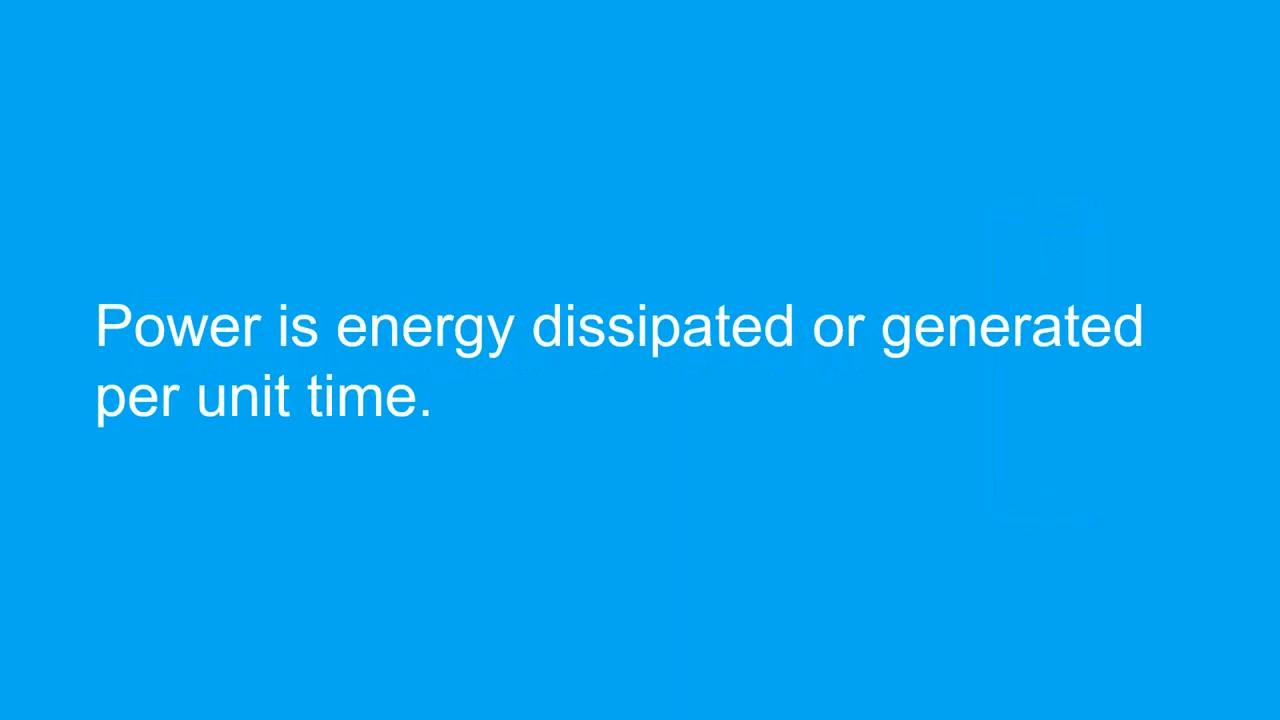 Power is energy dissipated or generated
per unit time.